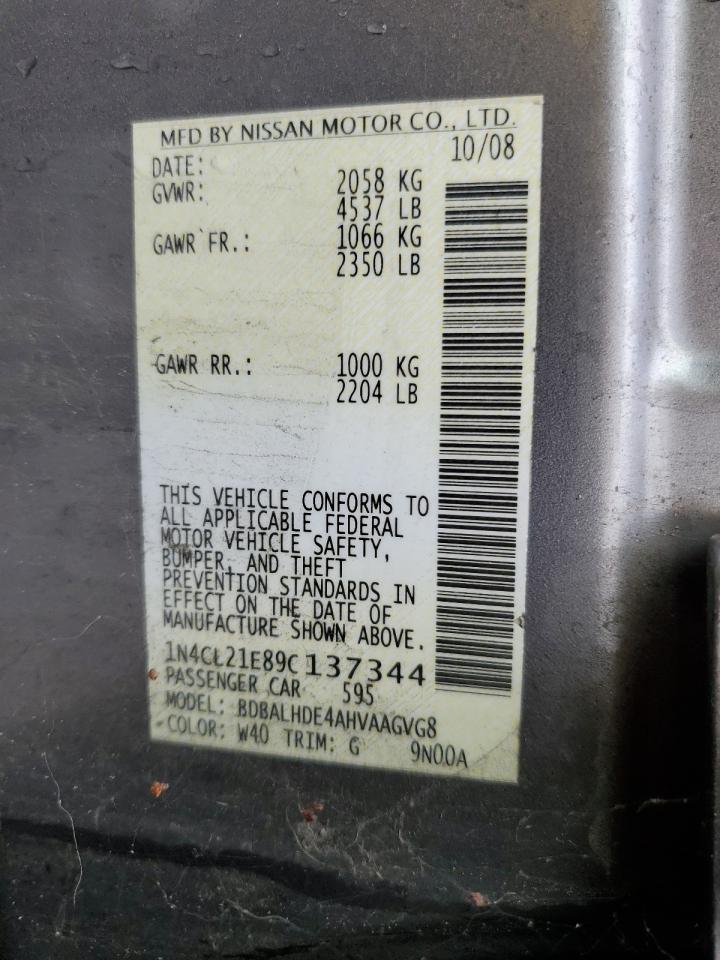 MFD BY NISSAN MOTOR CO., LTD.
DATE: 10/08
GVWR: 2058 KG
4537 LB
GAWR FR.: 1066 KG
2350 LB
GAWR RR.: 1000 KG
2204 LB
THIS VEHICLE CONFORMS TO
ALL APPLICABLE FEDERAL
MOTOR VEHICLE SAFETY,
BUMPER, AND THEFT
PREVENTION STANDARDS IN
EFFECT ON THE DATE OF
MANUFACTURE SHOWN ABOVE.
1N4CL21E89C137344
PASSENGER CAR 595
MODEL: BDBALHDE4AHVAAGVG8
COLOR: W40 TRIM: G 9N00A